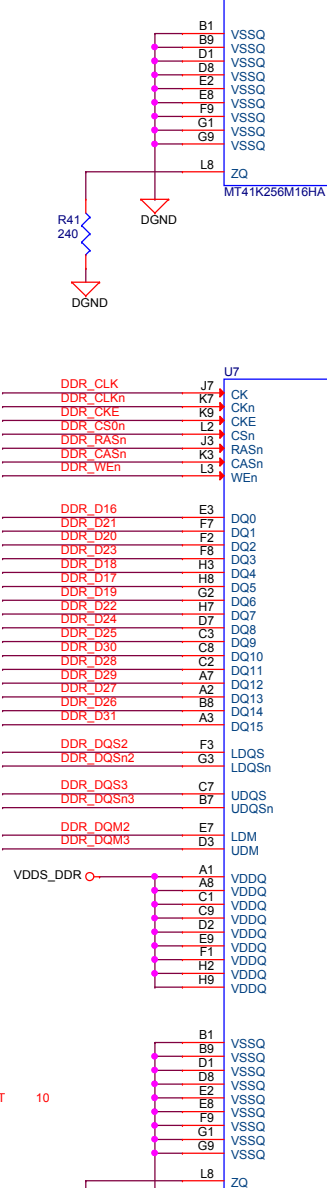 B1 VSSQ
B9 VSSQ
D1 VSSQ
D8 VSSQ
E2 VSSQ
E8 VSSQ
F9 VSSQ
G1 VSSQ
G9 VSSQ
L8 ZQ
MT41K256M16HA
R41
240
DGND
DGND
U7
DDR_CLK J7 CK
DDR_CLKn K7 CKn
DDR_CKE K9 CKE
DDR_CS0n L2 CSn
DDR_RASn J3 RASn
DDR_CASn K3 CASn
DDR_WEn L3 WEn
DDR_D16 E3 DQ0
DDR_D21 F7 DQ1
DDR_D20 F2 DQ2
DDR_D23 F8 DQ3
DDR_D18 H3 DQ4
DDR_D17 H8 DQ5
DDR_D19 G2 DQ6
DDR_D22 H7 DQ7
DDR_D24 D7 DQ8
DDR_D25 C3 DQ9
DDR_D30 C8 DQ10
DDR_D28 C2 DQ11
DDR_D29 A7 DQ12
DDR_D27 A2 DQ13
DDR_D26 B8 DQ14
DDR_D31 A3 DQ15
DDR_DQS2 F3 LDQS
DDR_DQSn2 G3 LDQSn
DDR_DQS3 C7 UDQS
DDR_DQSn3 B7 UDQSn
DDR_DQM2 E7 LDM
DDR_DQM3 D3 UDM
VDDS_DDR A1 VDDQ
A8 VDDQ
C1 VDDQ
C9 VDDQ
D2 VDDQ
E9 VDDQ
F1 VDDQ
H2 VDDQ
H9 VDDQ
B1 VSSQ
B9 VSSQ
D1 VSSQ
D8 VSSQ
E2 VSSQ
T 10 E8 VSSQ
F9 VSSQ
G1 VSSQ
G9 VSSQ
L8 ZQ